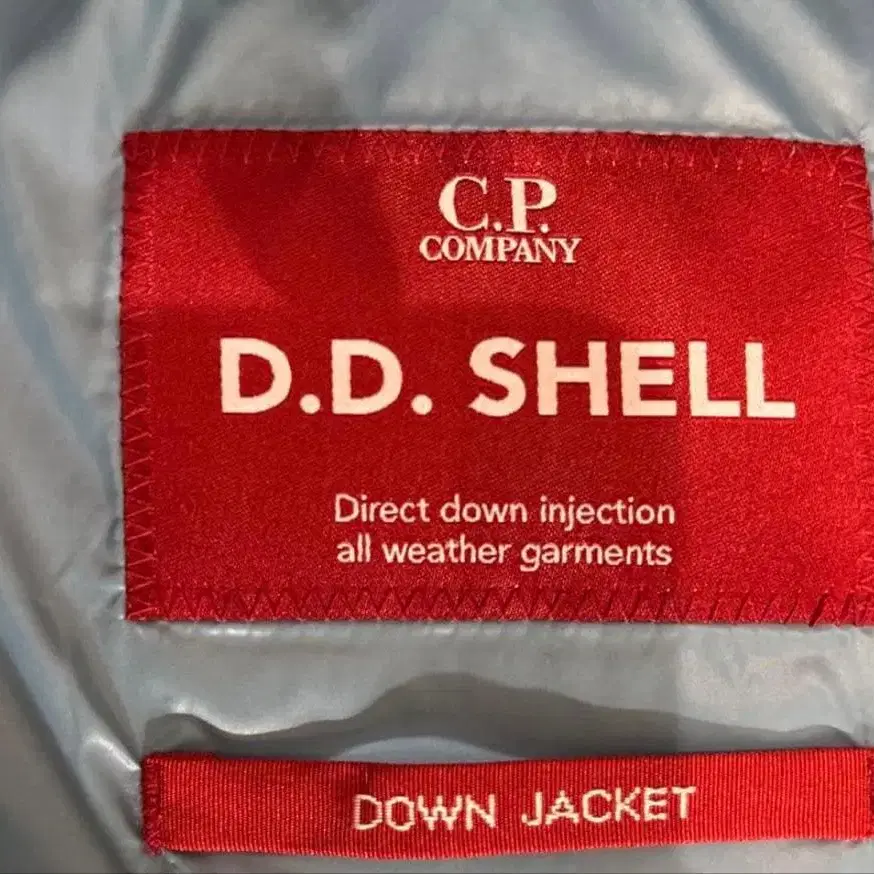 C.P.
COMPANY
D.D. SHELL
Direct down injection
all weather garments
DOWN JACKET